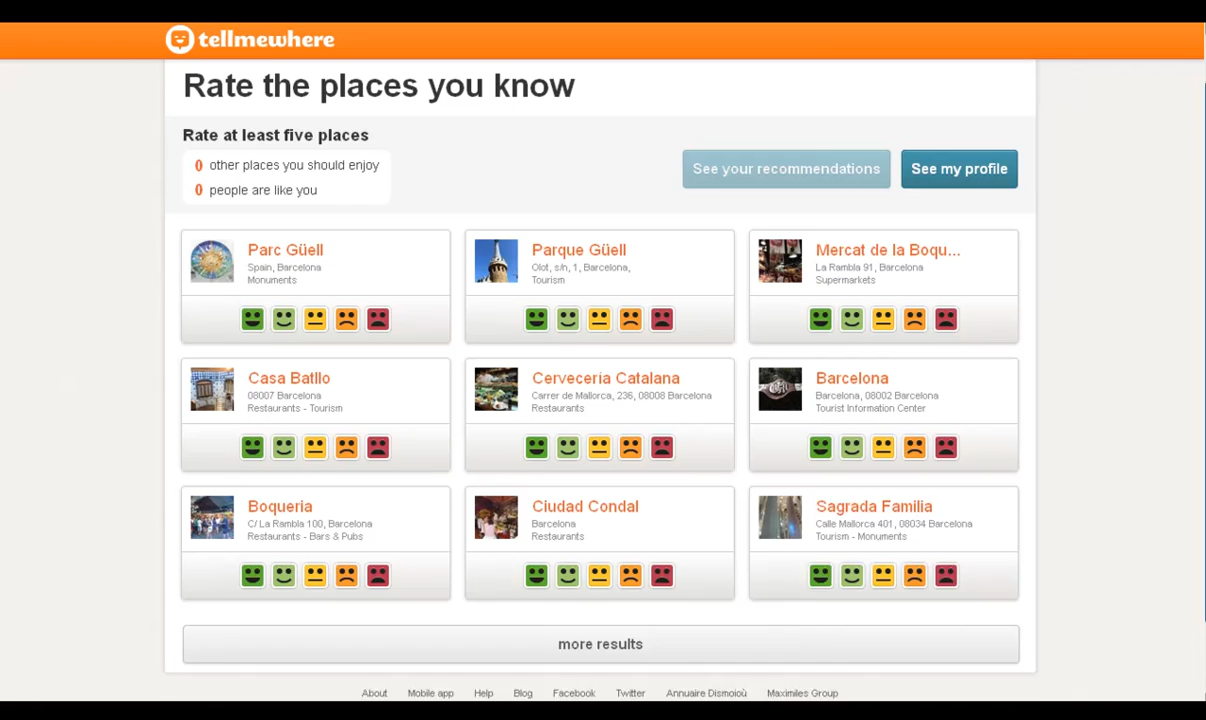 tellmewhere
Rate the places you know
Rate at least five places
0 other places you should enjoy
0 people are like you
See your recommendations
See my profile
Parc Güell
Spain, Barcelona
Monuments
Parque Güell
Olot, s/n, 1, Barcelona,
Tourism
Mercat de la Boqu...
La Rambla 91, Barcelona
Supermarkets
Casa Batllo
08007 Barcelona
Restaurants - Tourism
Cervecería Catalana
Carrer de Mallorca, 236, 08008 Barcelona
Restaurants
Barcelona
Barcelona, 08002 Barcelona
Tourist Information Center
Boqueria
C/ La Rambla 100, Barcelona
Restaurants - Bars & Pubs
Ciudad Condal
Barcelona
Restaurants
Sagrada Familia
Calle Mallorca 401, 08034 Barcelona
Tourism - Monuments
more results
About Mobile app Help Blog Facebook Twitter Annuaire Dismoioù Maximiles Group